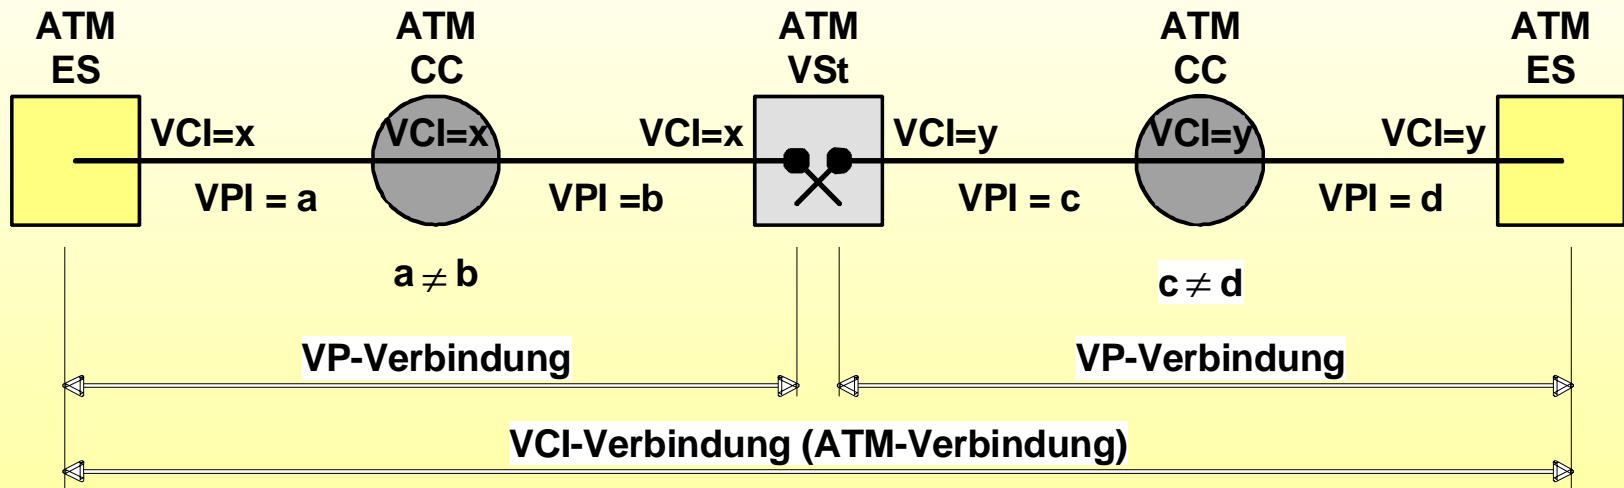 ATM ATM ATM ATM ATM
ES CC VSt CC ES
VCI=x VCI=x VCI=x VCI=y VCI=y VCI=y
VPI = a VPI =b VPI = c VPI = d
a ≠ b c ≠ d
VP-Verbindung VP-Verbindung
VCI-Verbindung (ATM-Verbindung)